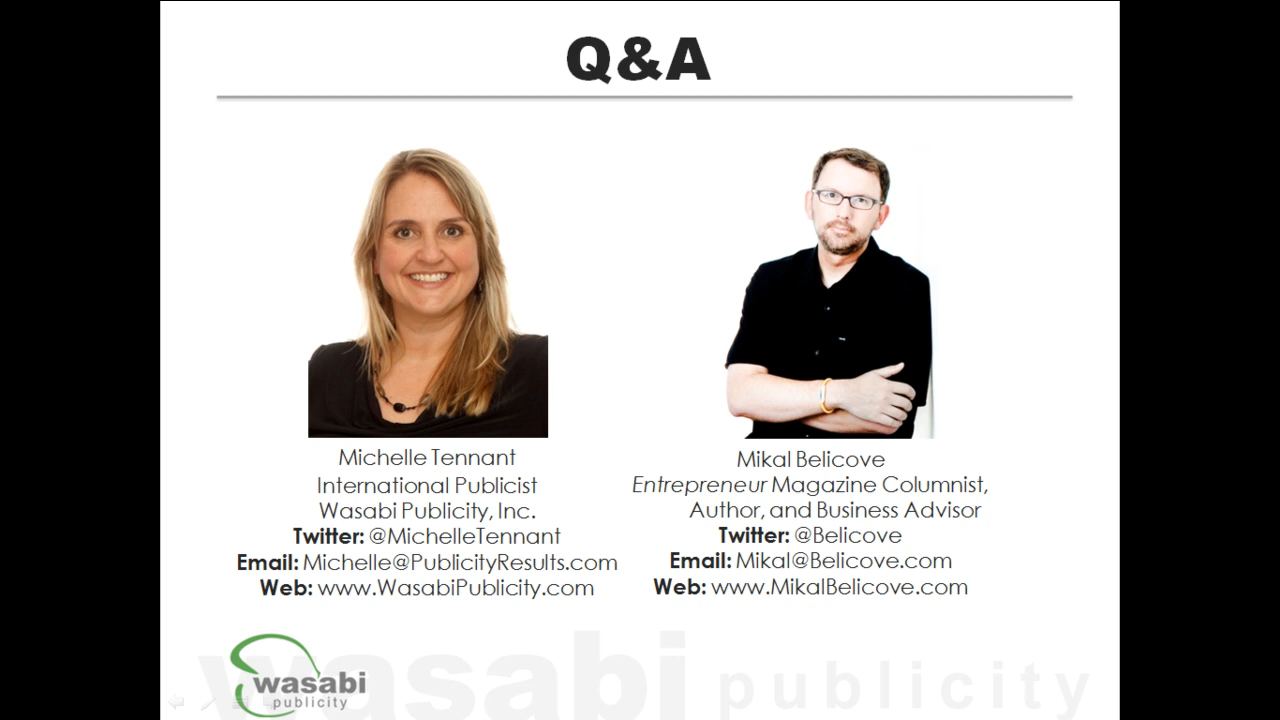 Q&A
Michelle Tennant
International Publicist
Wasabi Publicity, Inc.
Twitter: @MichelleTennant
Email: Michelle@PublicityResults.com
Web: www.WasabiPublicity.com
Mikal Belicove
Entrepreneur Magazine Columnist,
Author, and Business Advisor
Twitter: @Belicove
Email: Mikal@Belicove.com
Web: www.MikalBelicove.com
wasabi
publicity
wasabi publicity